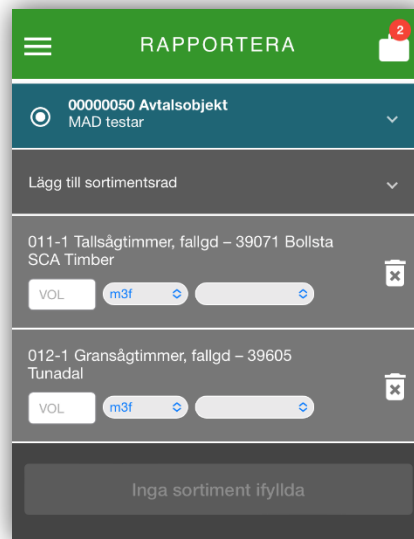 RAPPORTERA
2
00000050 Avtalsobjekt
MAD testar
Lägg till sortimentsrad
011-1 Tallsågtimmer, fallgd – 39071 Bollsta
SCA Timber
VOL m3f
012-1 Gransågtimmer, fallgd – 39605
Tunadal
VOL m3f
Inga sortiment ifyllda